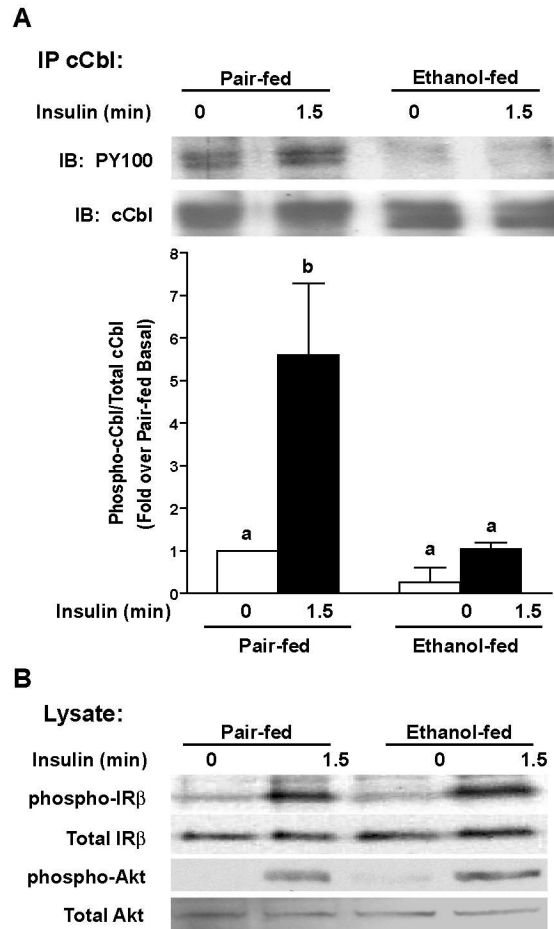 A
IP cCbl:
Pair-fed Ethanol-fed
Insulin (min) 0 1.5 0 1.5
IB: PY100
IB: cCbl
Phospho-cCbl/Total cCbl
(Fold over Pair-fed Basal)
8
7
6
5
4
3
2
1
0
a b a a
Insulin (min) 0 1.5 0 1.5
Pair-fed Ethanol-fed
B
Lysate:
Pair-fed Ethanol-fed
Insulin (min) 0 1.5 0 1.5
phospho-IRβ
Total IRβ
phospho-Akt
Total Akt